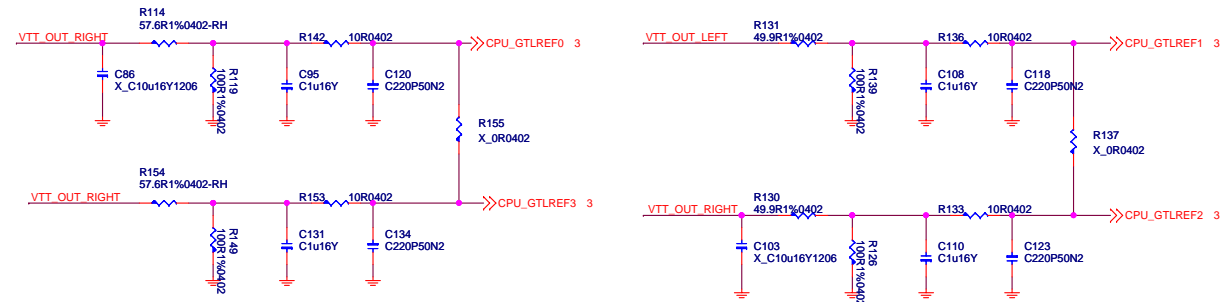 R114
57.6R1%0402-RH
VTT_OUT_RIGHT
R142
10R0402
CPU_GTLREF0 3
C86
X_C10u16Y1206
R119
100R1%0402
C95
C1u16Y
C120
C220P50N2
R155
X_0R0402
R154
57.6R1%0402-RH
VTT_OUT_RIGHT
R153
10R0402
CPU_GTLREF3 3
R149
100R1%0402
C131
C1u16Y
C134
C220P50N2
R131
49.9R1%0402
VTT_OUT_LEFT
R136
10R0402
CPU_GTLREF1 3
R139
100R1%0402
C108
C1u16Y
C118
C220P50N2
R137
X_0R0402
R130
49.9R1%0402
VTT_OUT_RIGHT
R133
10R0402
CPU_GTLREF2 3
C103
X_C10u16Y1206
R126
100R1%0402
C110
C1u16Y
C123
C220P50N2